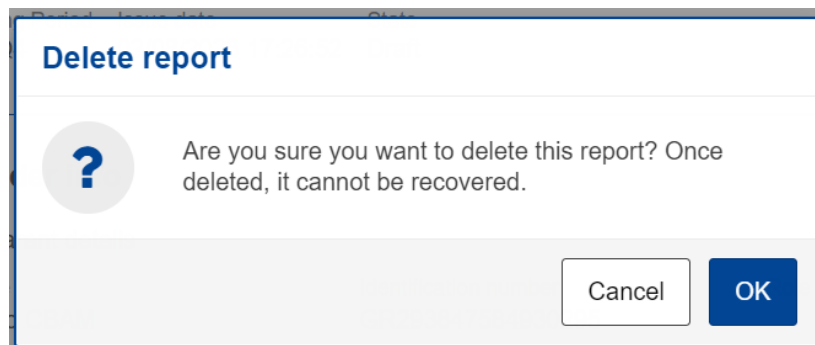 Delete report
?
Are you sure you want to delete this report? Once
deleted, it cannot be recovered.
Cancel
OK